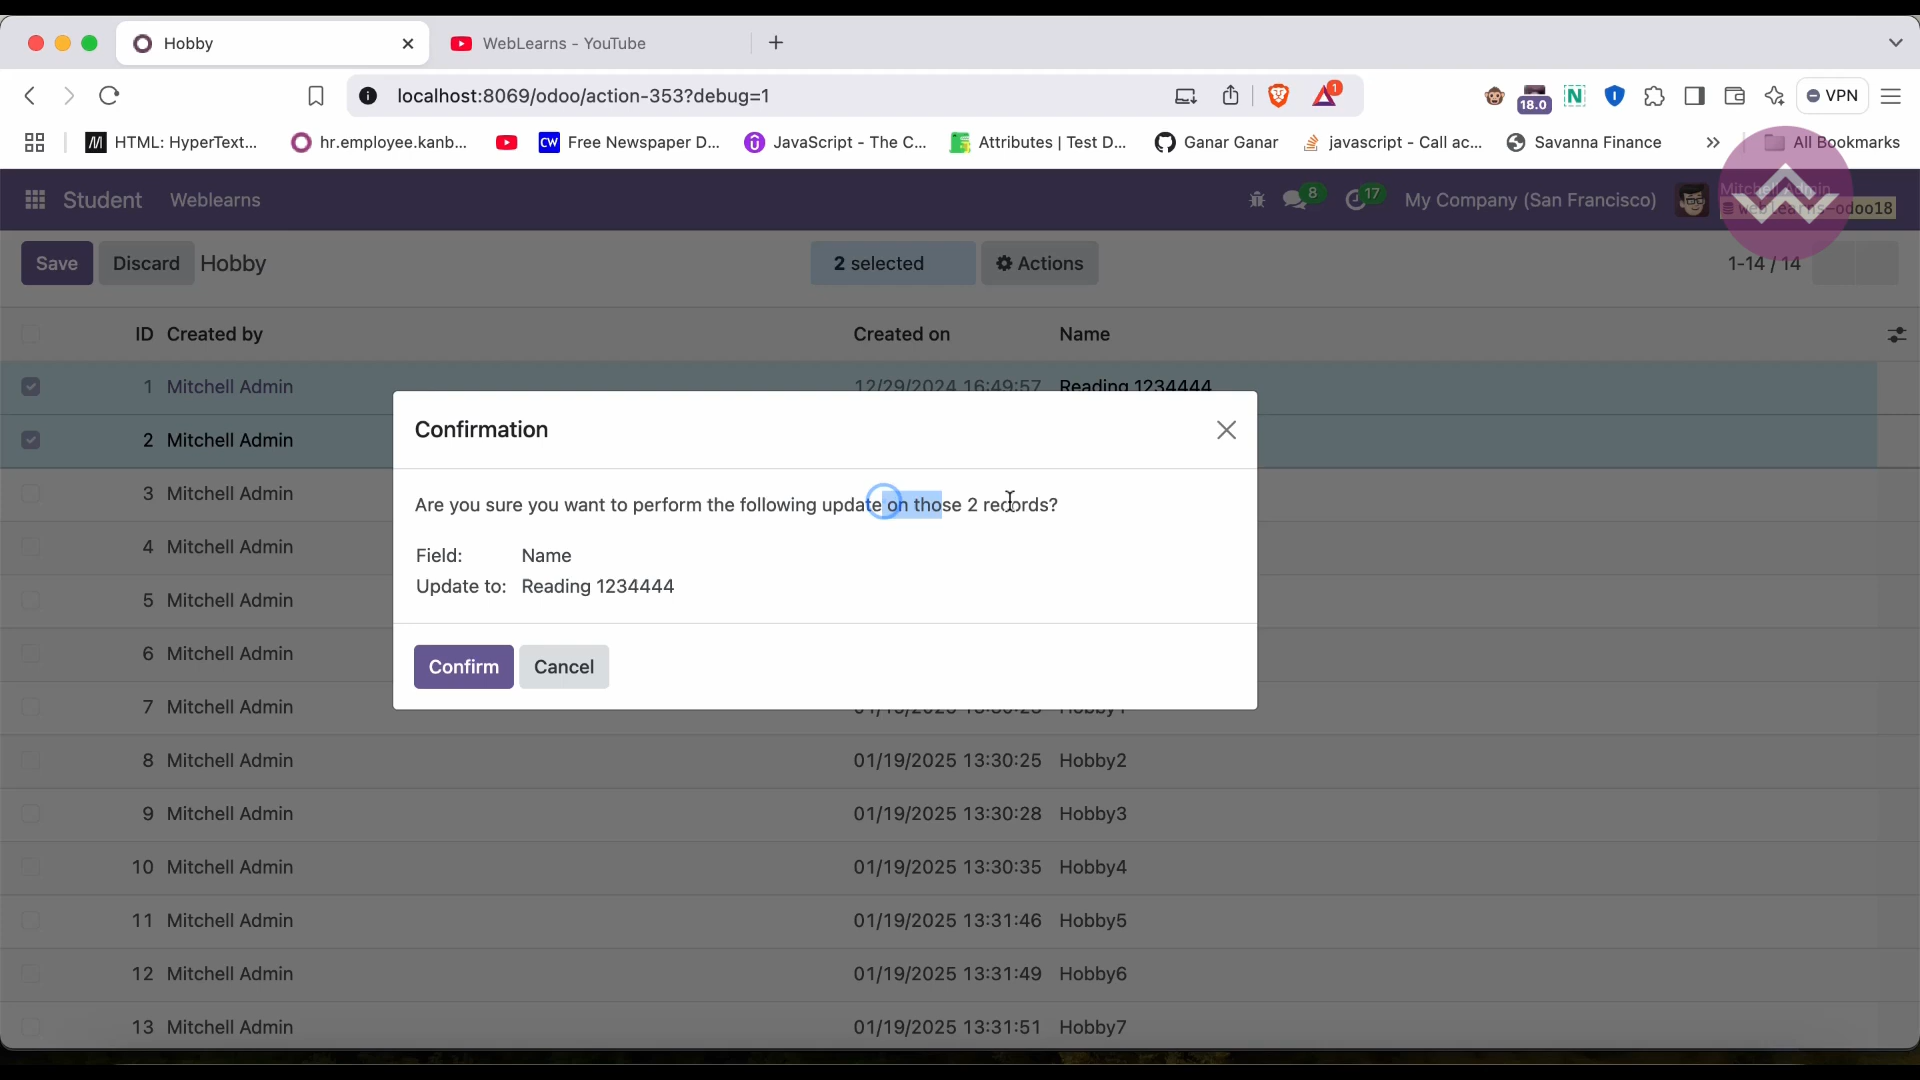 Hobby
WebLearns - YouTube
localhost:8069/odoo/action-353?debug=1
1
18.0
N
VPN
HTML: HyperText...
hr.employee.kanb...
CW
Free Newspaper D...
JavaScript - The C...
Attributes | Test D...
Ganar Ganar
javascript - Call ac...
Savanna Finance
All Bookmarks
Student
Weblearns
8
17
My Company (San Francisco)
Mitchell Admin
weblearns-odoo18
Save
Discard
Hobby
2 selected
Actions
1-14 / 14
ID Created by Created on Name
1 Mitchell Admin 12/29/2024 16:49:57 Reading 1234444
2 Mitchell Admin
3 Mitchell Admin
4 Mitchell Admin
5 Mitchell Admin
6 Mitchell Admin
7 Mitchell Admin
8 Mitchell Admin 01/19/2025 13:30:25 Hobby2
9 Mitchell Admin 01/19/2025 13:30:28 Hobby3
10 Mitchell Admin 01/19/2025 13:30:35 Hobby4
11 Mitchell Admin 01/19/2025 13:31:46 Hobby5
12 Mitchell Admin 01/19/2025 13:31:49 Hobby6
13 Mitchell Admin 01/19/2025 13:31:51 Hobby7
Confirmation
Are you sure you want to perform the following update on those 2 records?
Field: Name
Update to: Reading 1234444
Confirm
Cancel